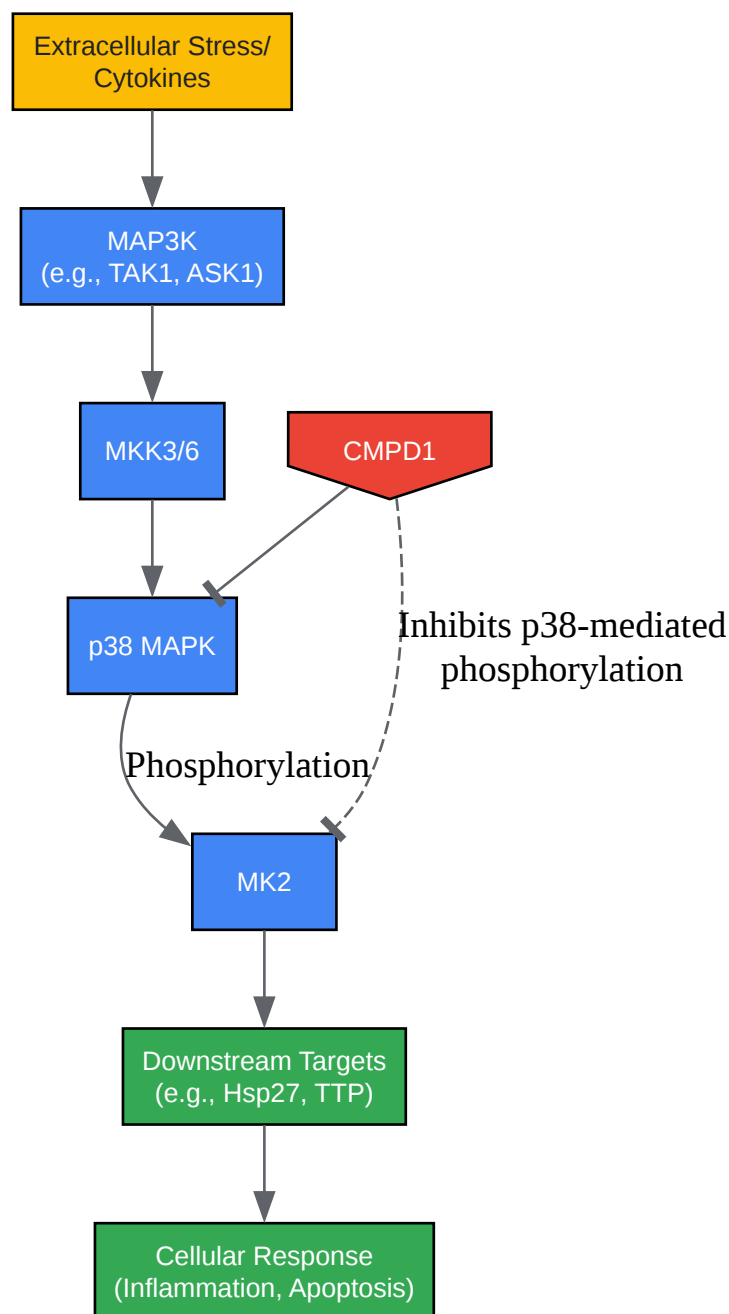 Extracellular Stress/
Cytokines
MAP3K
(e.g., TAK1, ASK1)
MKK3/6
CMPD1
p38 MAPK
Inhibits p38-mediated
phosphorylation
Phosphorylation
MK2
Downstream Targets
(e.g., Hsp27, TTP)
Cellular Response
(Inflammation, Apoptosis)